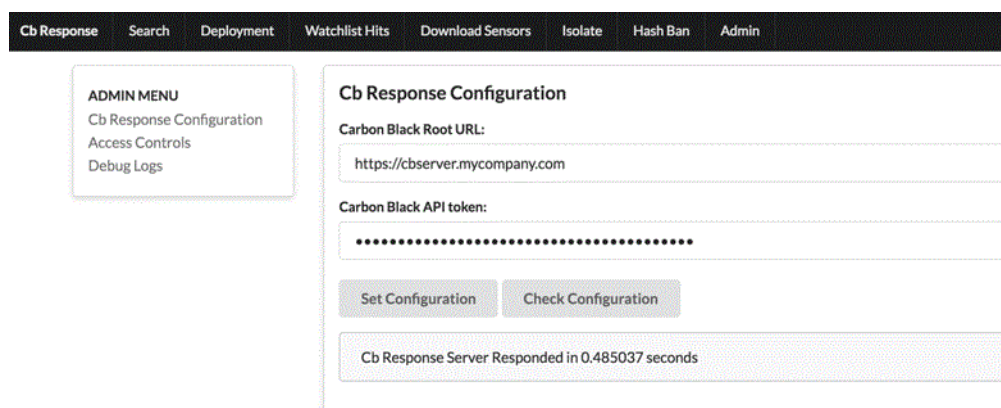 Cb Response Search Deployment Watchlist Hits Download Sensors Isolate Hash Ban Admin
ADMIN MENU
Cb Response Configuration
Access Controls
Debug Logs
Cb Response Configuration
Carbon Black Root URL:
https://cbserver.mycompany.com
Carbon Black API token:
••••••••••••••••••••••••••••••••••••••••
Set Configuration Check Configuration
Cb Response Server Responded in 0.485037 seconds